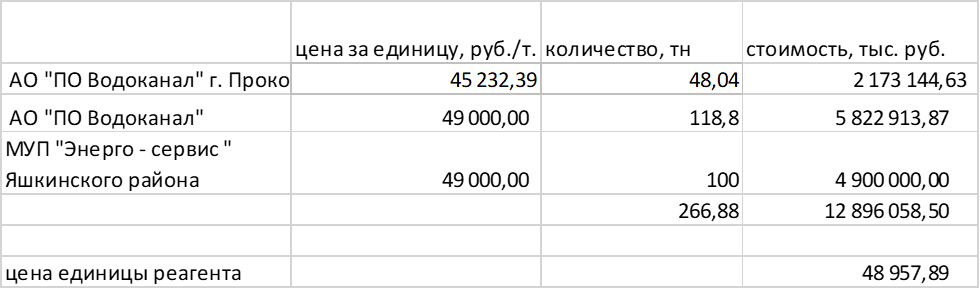 цена за единицу, руб./т. количество, тн стоимость, тыс. руб.
АО "ПО Водоканал" г. Проко 45 232,39 48,04 2 173 144,63
АО "ПО Водоканал" 49 000,00 118,8 5 822 913,87
МУП "Энерго - сервис "
Яшкинского района 49 000,00 100 4 900 000,00
266,88 12 896 058,50
цена единицы реагента 48 957,89